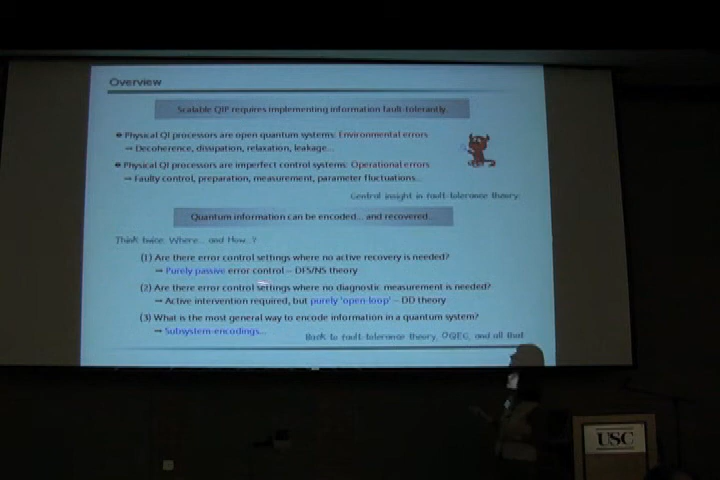 Overview
Scalable QIP requires implementing information fault-tolerantly.
Physical QI processors are open quantum systems: Environmental errors
⇒ Decoherence, dissipation, relaxation, leakage...
Physical QI processors are imperfect control systems: Operational errors
⇒ Faulty control, preparation, measurement, parameter fluctuations...
Central insight in fault-tolerance theory:
Quantum information can be encoded... and recovered...
Think twice: Where... and How...?
(1) Are there error control settings where no active recovery is needed?
⇒ Purely passive error control – DFS/NS theory
(2) Are there error control settings where no diagnostic measurement is needed?
⇒ Active intervention required, but purely 'open-loop' – DD theory
(3) What is the most general way to encode information in a quantum system?
⇒ Subsystem-encodings...
Back to fault-tolerance theory, OQEC, and all that
USC